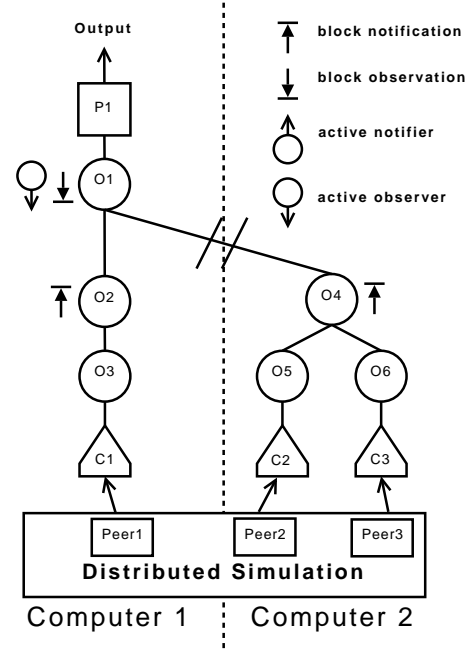 Output
block notification
P1
block observation
active notifier
O1
active observer
O2
O4
O3
O5
O6
C1
C2
C3
Peer1
Peer2
Peer3
Distributed Simulation
Computer 1
Computer 2